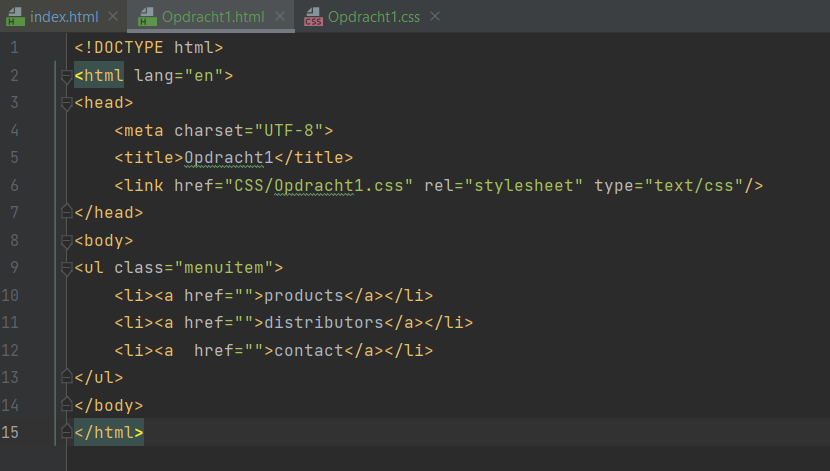 index.html Opdracht1.html Opdracht1.css
1 <!DOCTYPE html>
2 <html lang="en">
3 <head>
4     <meta charset="UTF-8">
5     <title>Opdracht1</title>
6     <link href="CSS/Opdracht1.css" rel="stylesheet" type="text/css"/>
7 </head>
8 <body>
9 <ul class="menuitem">
10     <li><a href="">products</a></li>
11     <li><a href="">distributors</a></li>
12     <li><a  href="">contact</a></li>
13 </ul>
14 </body>
15 </html>